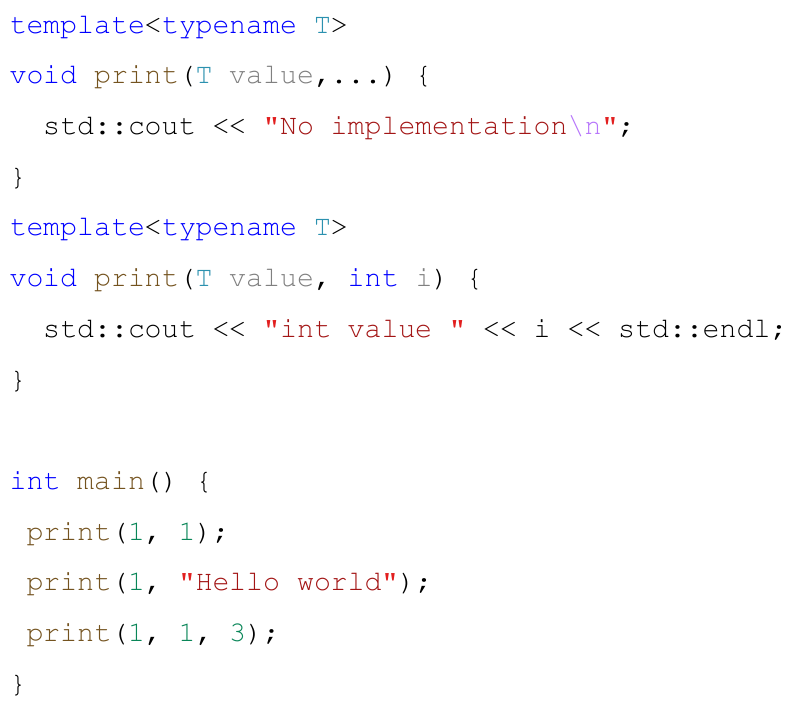 template<typename T>
void print(T value,...) {
  std::cout << "No implementation\n";
}
template<typename T>
void print(T value, int i) {
  std::cout << "int value " << i << std::endl;
}

int main() {
 print(1, 1);
 print(1, "Hello world");
 print(1, 1, 3);
}